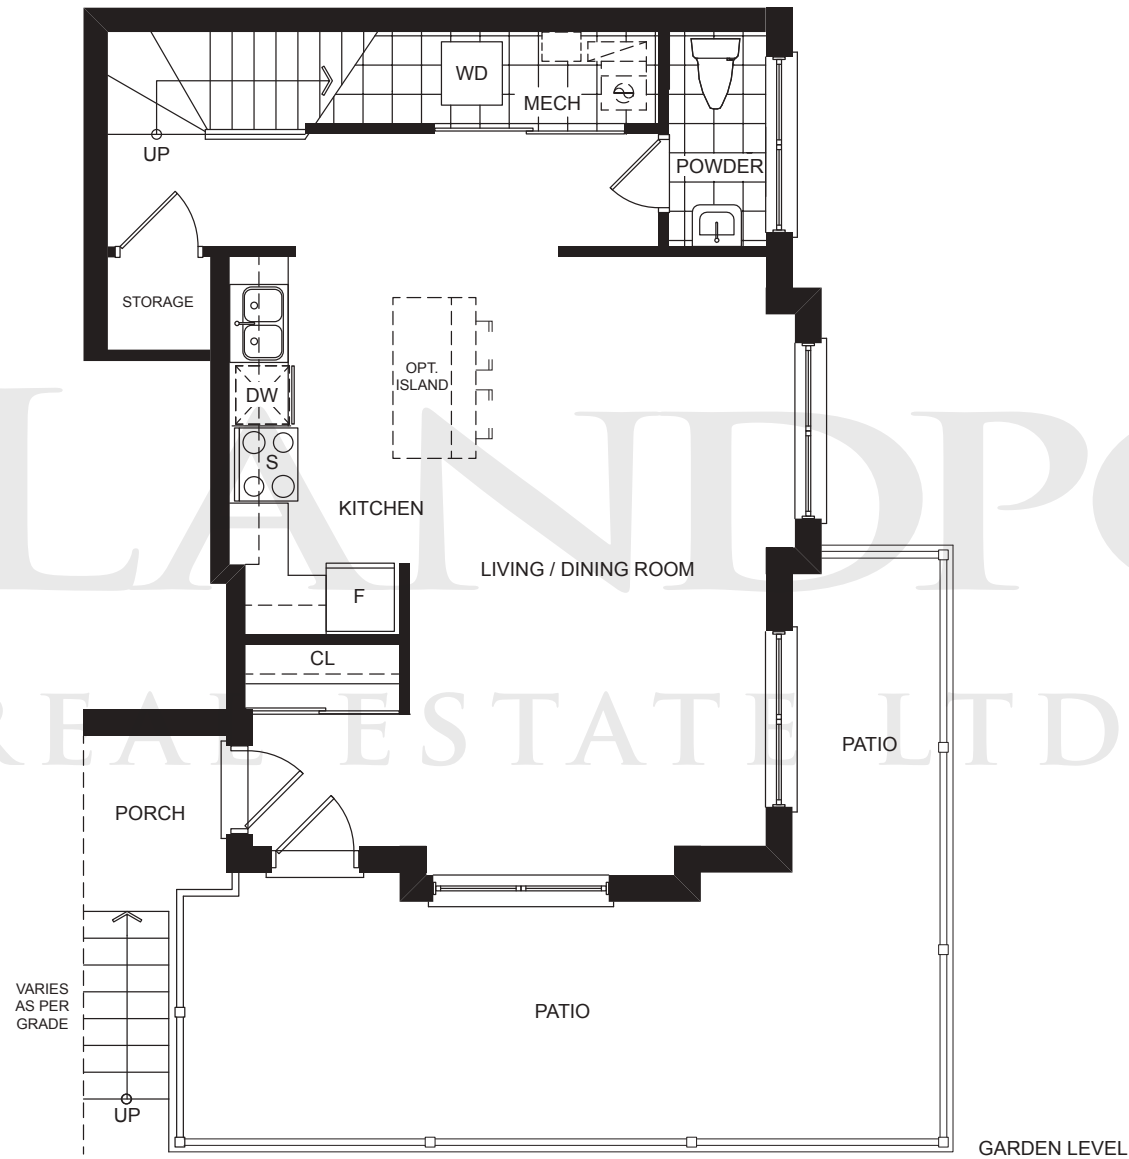 WD
MECH
UP
POWDER
STORAGE
OPT.
ISLAND
DW
S
KITCHEN
LIVING / DINING ROOM
F
CL
LANDPO
REAL ESTATE LTD
PATIO
PORCH
VARIES
AS PER
GRADE
PATIO
UP
GARDEN LEVEL